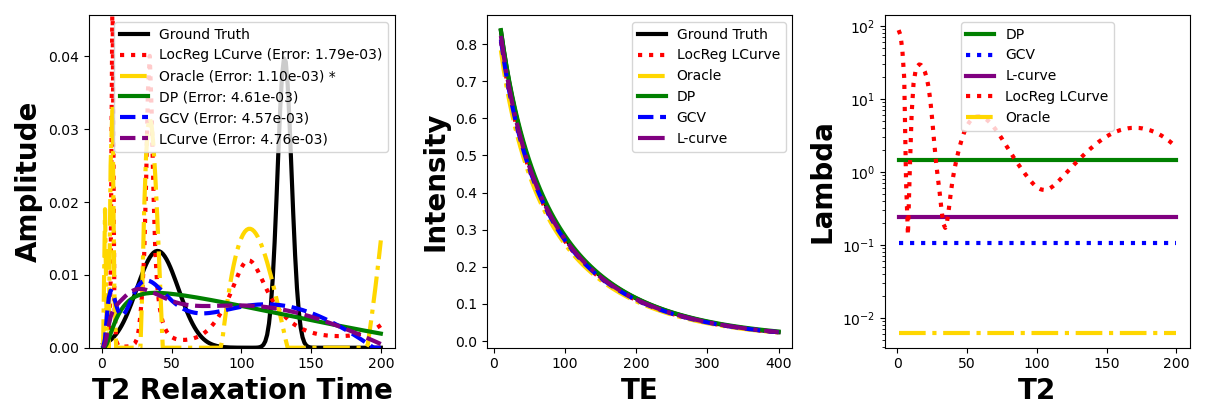 Amplitude
0.04
0.03
0.02
0.01
0.00
0 50 100 150 200
T2 Relaxation Time
Ground Truth
LocReg LCurve (Error: 1.79e-03)
Oracle (Error: 1.10e-03) *
DP (Error: 4.61e-03)
GCV (Error: 4.57e-03)
LCurve (Error: 4.76e-03)
Intensity
0.8
0.7
0.6
0.5
0.4
0.3
0.2
0.1
0.0
0 100 200 300 400
TE
Ground Truth
LocReg LCurve
Oracle
DP
GCV
L-curve
Lambda
10²
10¹
10⁰
10⁻¹
10⁻²
0 50 100 150 200
T2
DP
GCV
L-curve
LocReg LCurve
Oracle